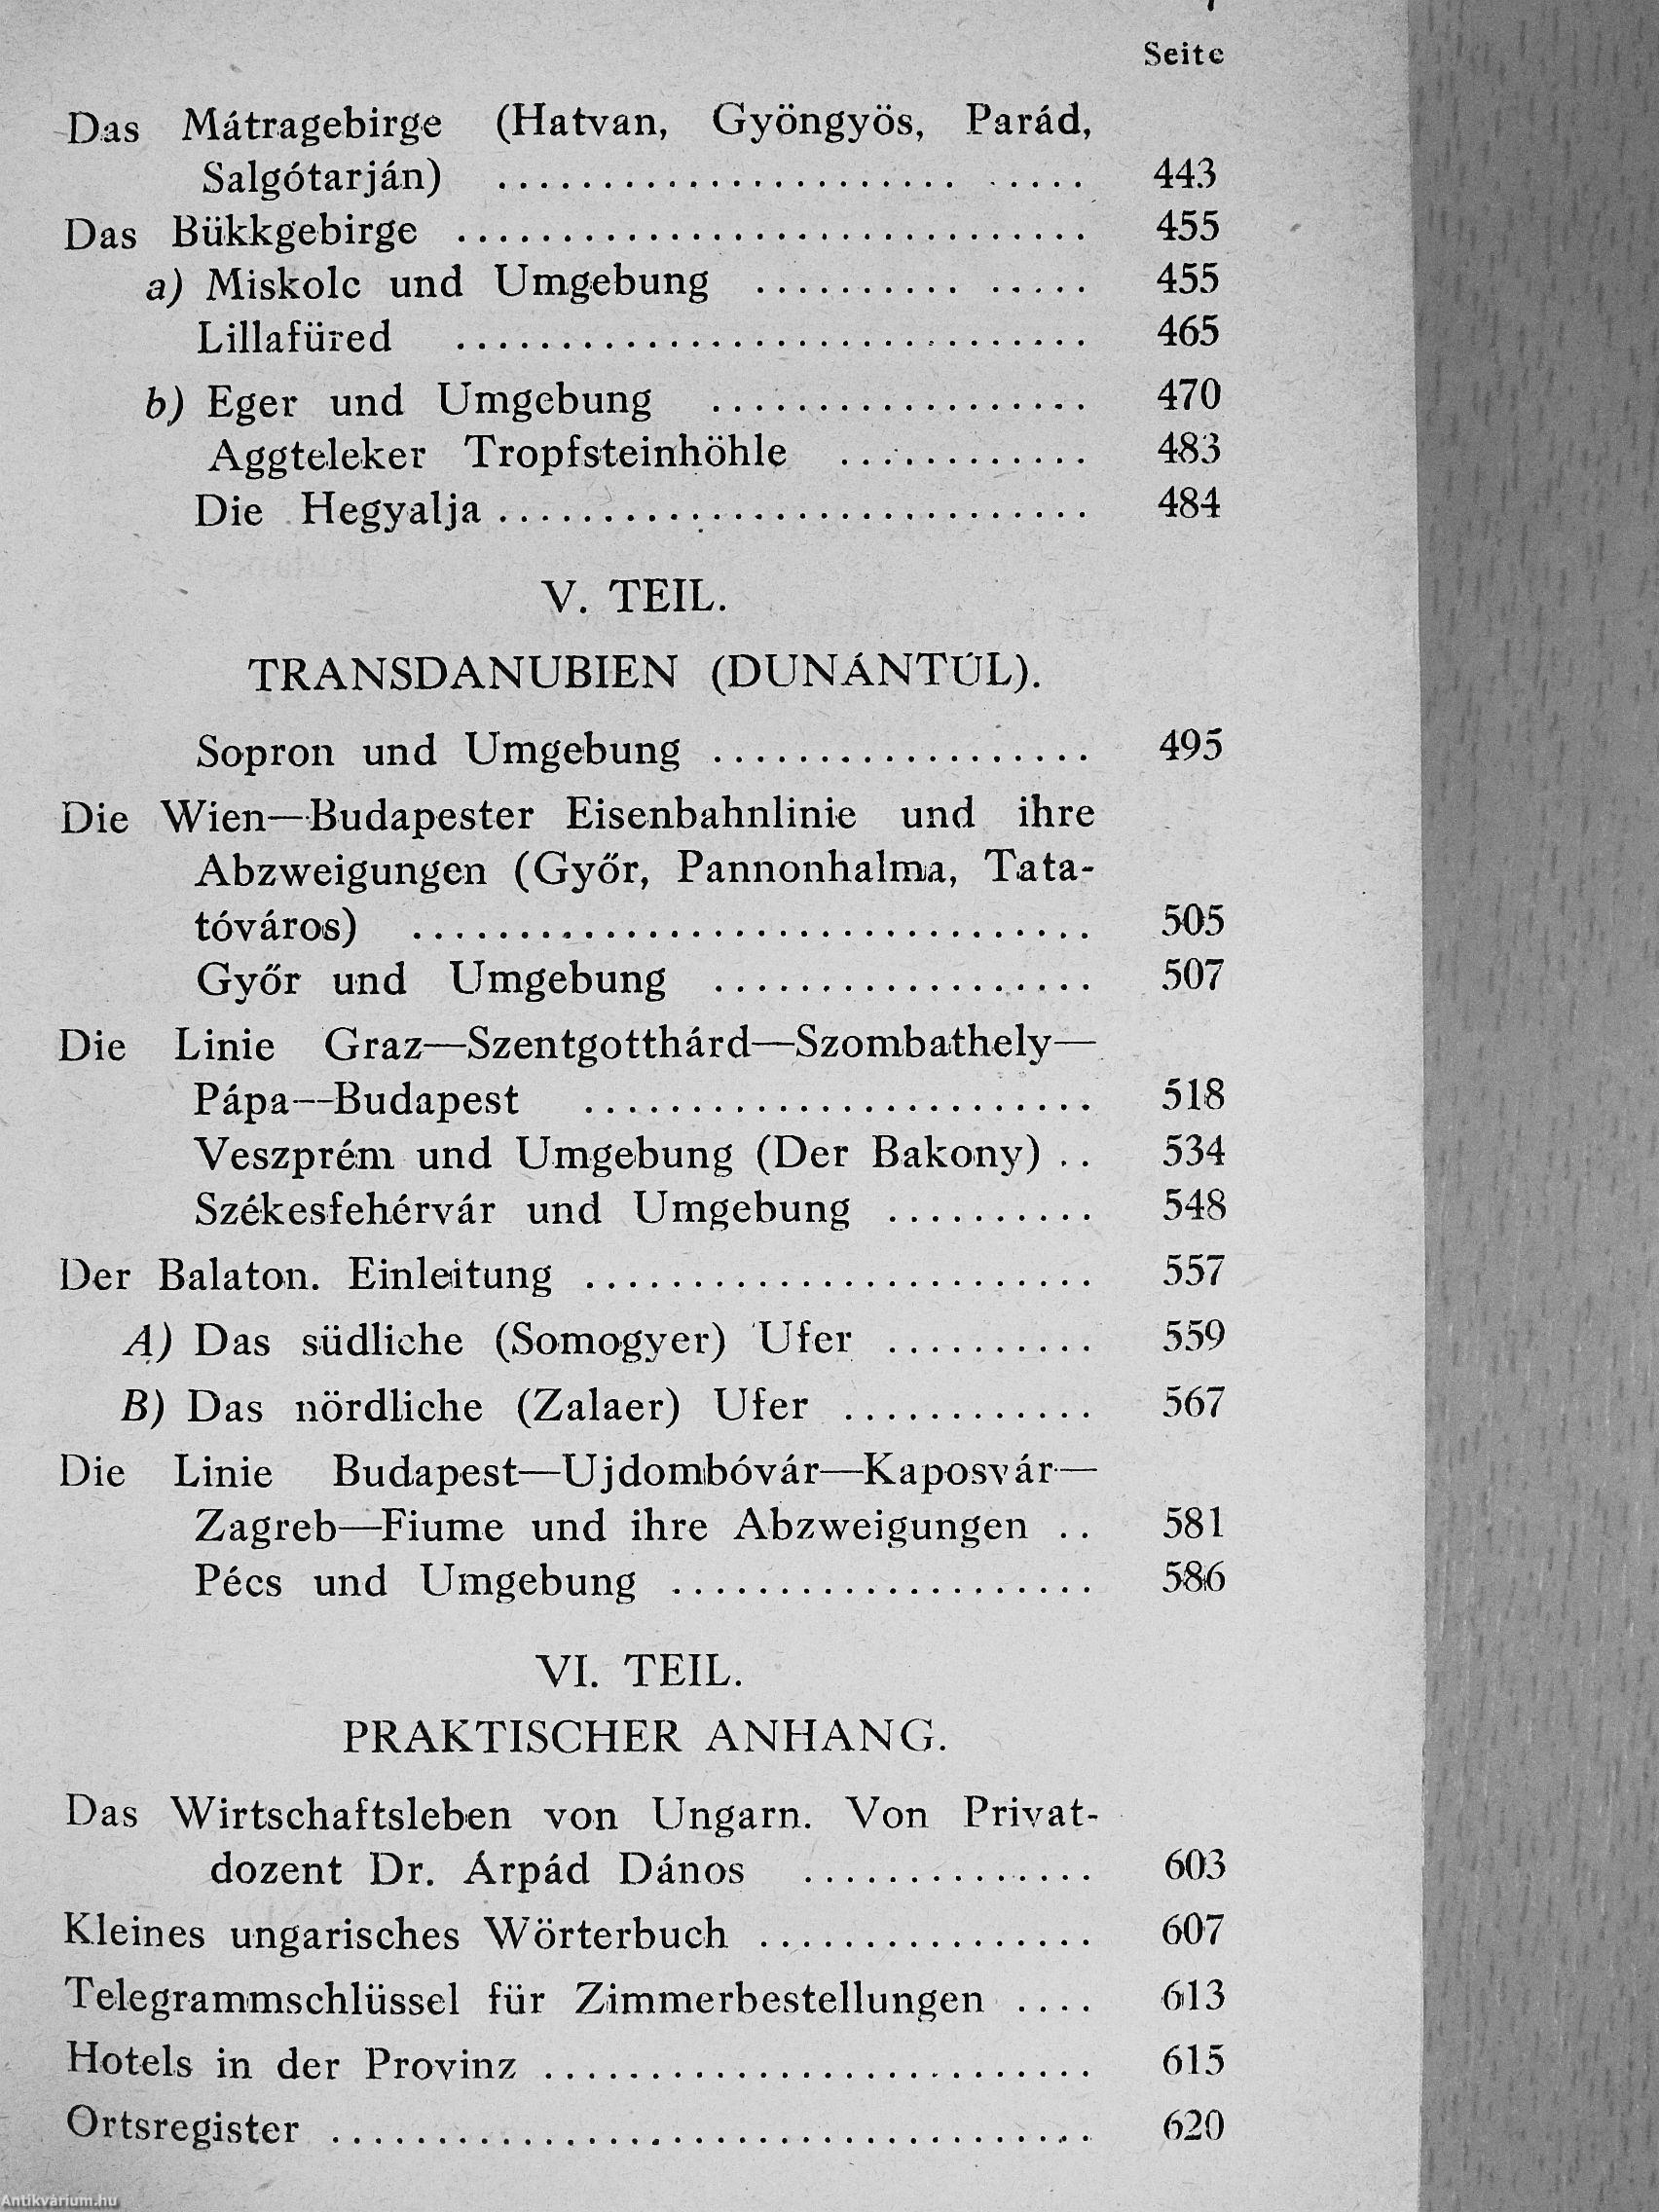 Seite
Das Mátragebirge (Hatvan, Gyöngyös, Parád,
Salgótarján) ...................... ..... 443
Das Bükkgebirge .............................. 455
a) Miskolc und Umgebung .......... ..... 455
Lillafüred .............................. 465
b) Eger und Umgebung .................. 470
Aggteleker Tropfsteinhöhle ............ 483
Die Hegyalja ............................ 484
V. TEIL.
TRANSDANUBIEN (DUNÁNTÚL).
Sopron und Umgebung .................. 495
Die Wien—Budapester Eisenbahnlinie und ihre
Abzweigungen (Győr, Pannonhalma, Tata-
tóváros) ................................ 505
Győr und Umgebung .................. 507
Die Linie Graz—Szentgotthárd—Szombathely—
Pápa—Budapest ........................ 518
Veszprém und Umgebung (Der Bakony) .. 534
Székesfehérvár und Umgebung .......... 548
Der Balaton. Einleitung ........................ 557
A) Das südliche (Somogyer) Ufer .......... 559
B) Das nördliche (Zalaer) Ufer ............ 567
Die Linie Budapest—Ujdombóvár—Kaposvár—
Zagreb—Fiume und ihre Abzweigungen .. 581
Pécs und Umgebung .................... 586
VI. TEIL.
PRAKTISCHER ANHANG.
Das Wirtschaftsleben von Ungarn. Von Privat-
dozent Dr. Árpád Dános .............. 603
Kleines ungarisches Wörterbuch ................ 607
Telegrammschlüssel für Zimmerbestellungen .... 613
Hotels in der Provinz .......................... 615
Ortsregister .................................... 620
Antikvárium.hu